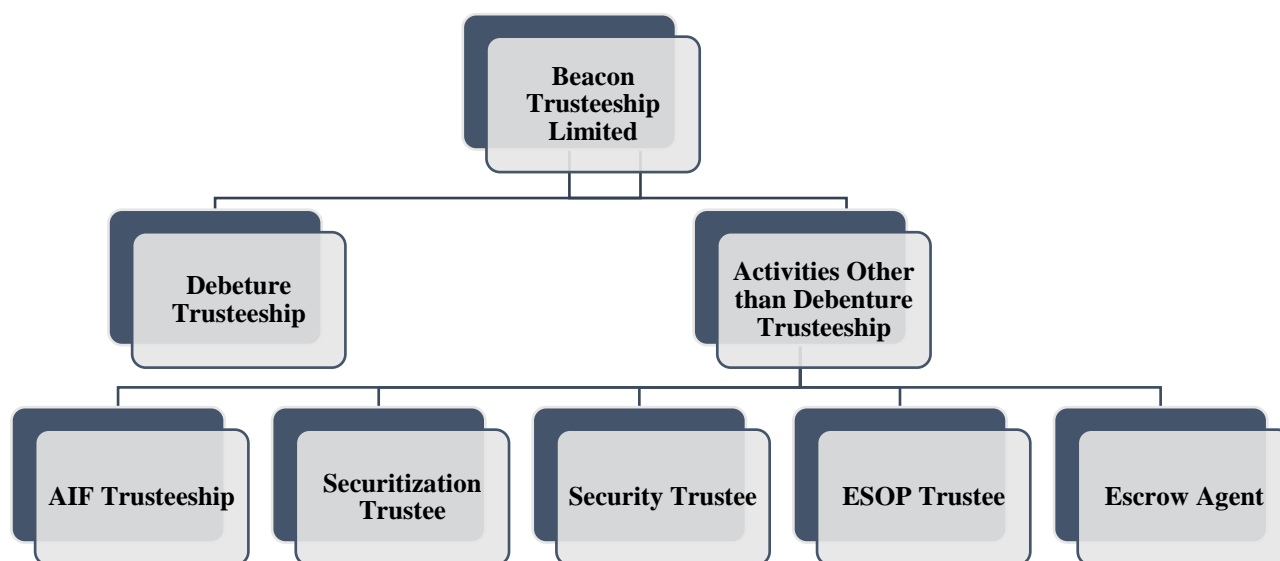 Beacon
Trusteeship
Limited
Debeture
Trusteeship
Activities Other
than Debenture
Trusteeship
AIF Trusteeship
Securitization
Trustee
Security Trustee
ESOP Trustee
Escrow Agent